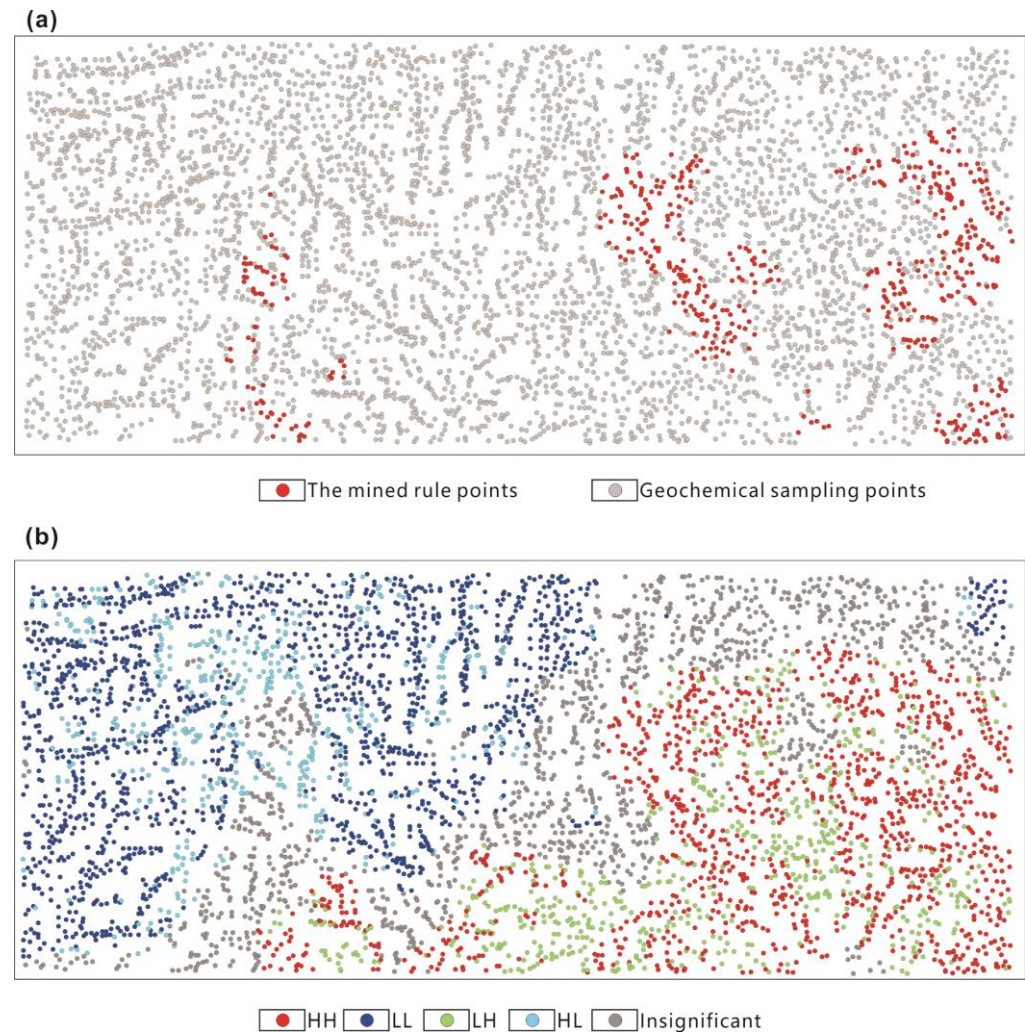 (a)
The mined rule points Geochemical sampling points
(b)
HH LL LH HL Insignificant